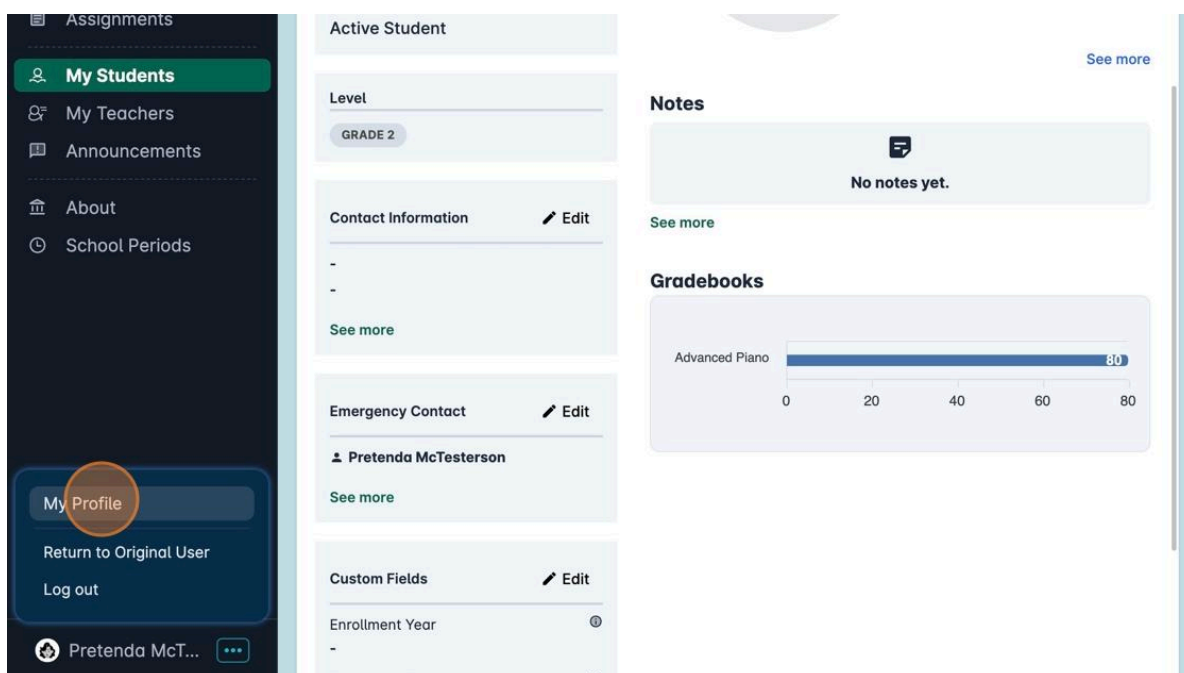 Assignments
My Students
My Teachers
Announcements
About
School Periods
My Profile
Return to Original User
Log out
Pretenda McT...
Active Student
Level
GRADE 2
Contact Information
Edit
-
-
See more
Emergency Contact
Edit
Pretenda McTesterson
See more
Custom Fields
Edit
Enrollment Year
-
See more
Notes
No notes yet.
See more
Gradebooks
Advanced Piano
80
0 20 40 60 80